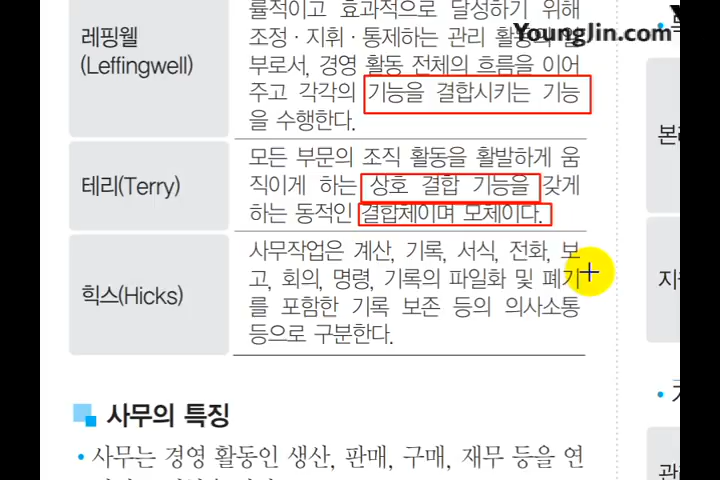 률적이고 효과적으로 달성하기 위해
YoungJin.com
레핑웰
(Leffingwell)
조정·지휘·통제하는 관리 활동의 일
부로서, 경영 활동 전체의 흐름을 이어
주고 각각의 기능을 결합시키는 기능
을 수행한다.
테리(Terry)
모든 부문의 조직 활동을 활발하게 움
직이게 하는 상호 결합 기능을 갖게
하는 동적인 결합체이며 모체이다.
힉스(Hicks)
사무작업은 계산, 기록, 서식, 전화, 보
고, 회의, 명령, 기록의 파일화 및 폐기
를 포함한 기록 보존 등의 의사소통
등으로 구분한다.
사무의 특징
• 사무는 경영 활동인 생산, 판매, 구매, 재무 등을 연